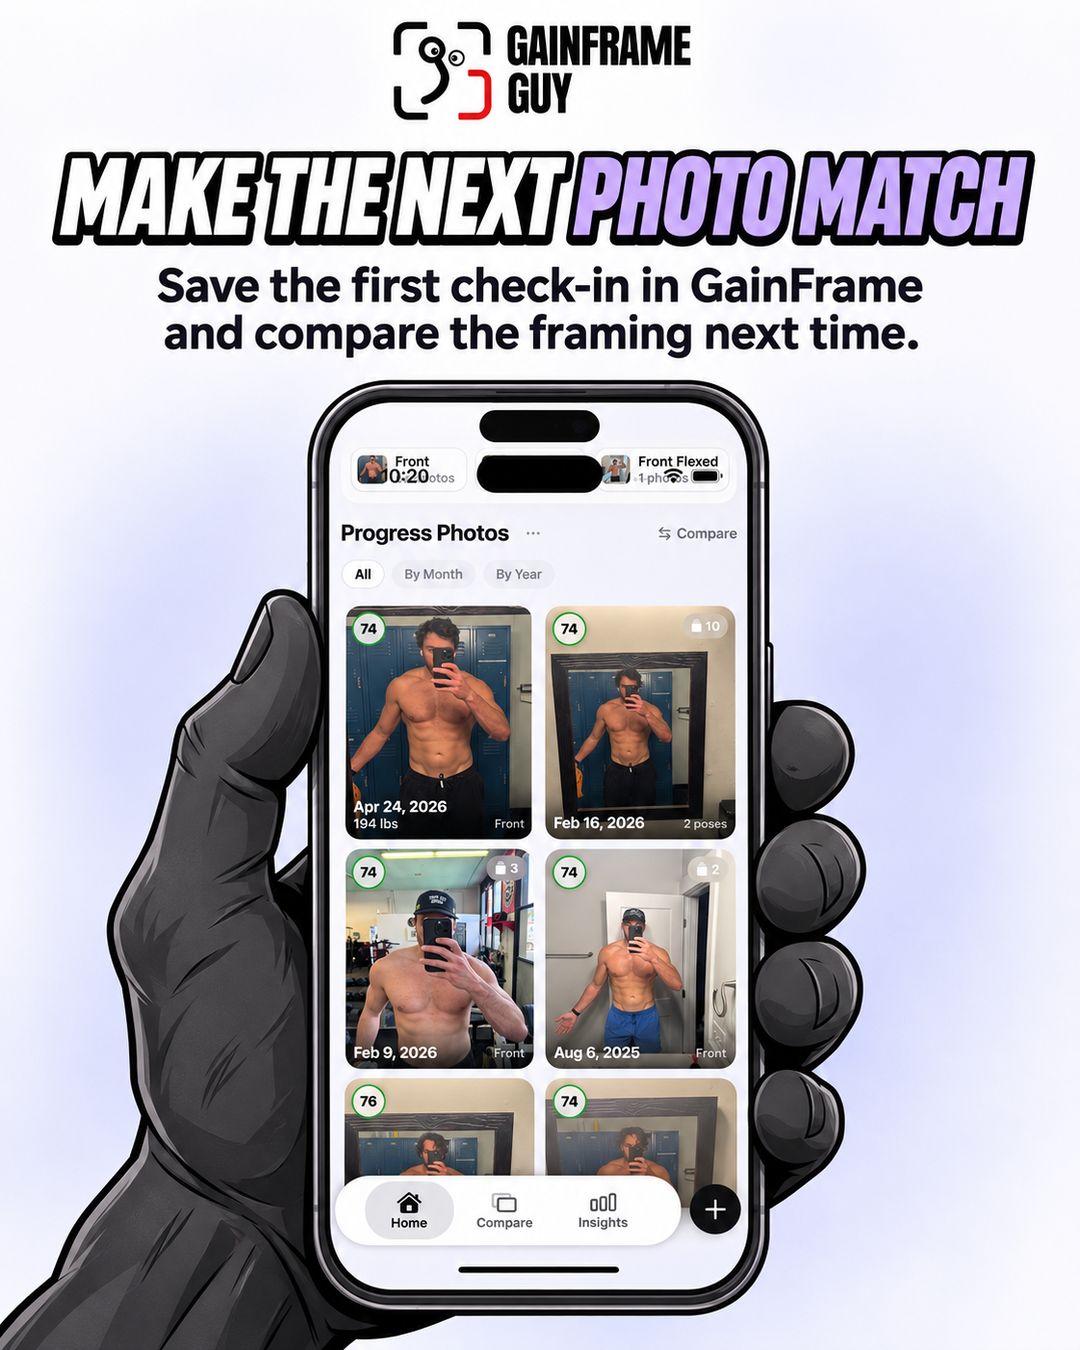 GAINFRAME
GUY
MAKE THE NEXT PHOTO MATCH
Save the first check-in in GainFrame
and compare the framing next time.
Front
10:20
Front Flexed
1 photos
Progress Photos ...
Compare
All
By Month
By Year
74
Apr 24, 2026
194 lbs
Front
74
10
Feb 16, 2026
2 poses
74
3
Feb 9, 2026
Front
74
2
Aug 6, 2025
Front
76
74
Home
Compare
Insights